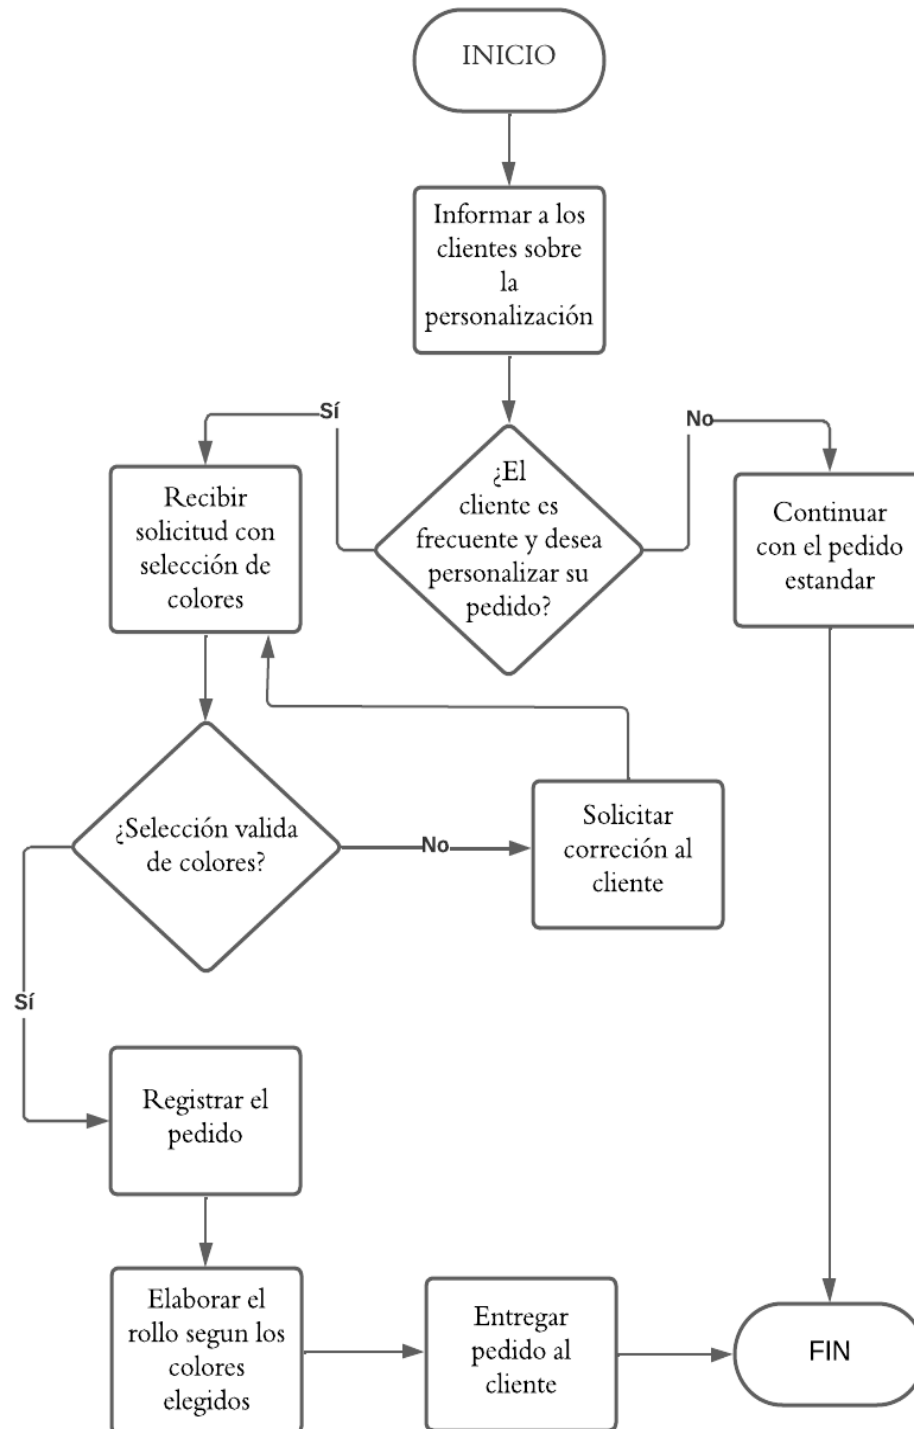 INICIO
Informar a los
clientes sobre
la
personalización
Sí
No
¿El
cliente es
frecuente y desea
personalizar su
pedido?
Recibir
solicitud con
selección de
colores
Continuar
con el pedido
estandar
¿Selección valida
de colores?
No
Solicitar
correción al
cliente
Sí
Registrar el
pedido
Elaborar el
rollo segun los
colores
elegidos
Entregar
pedido al
cliente
FIN